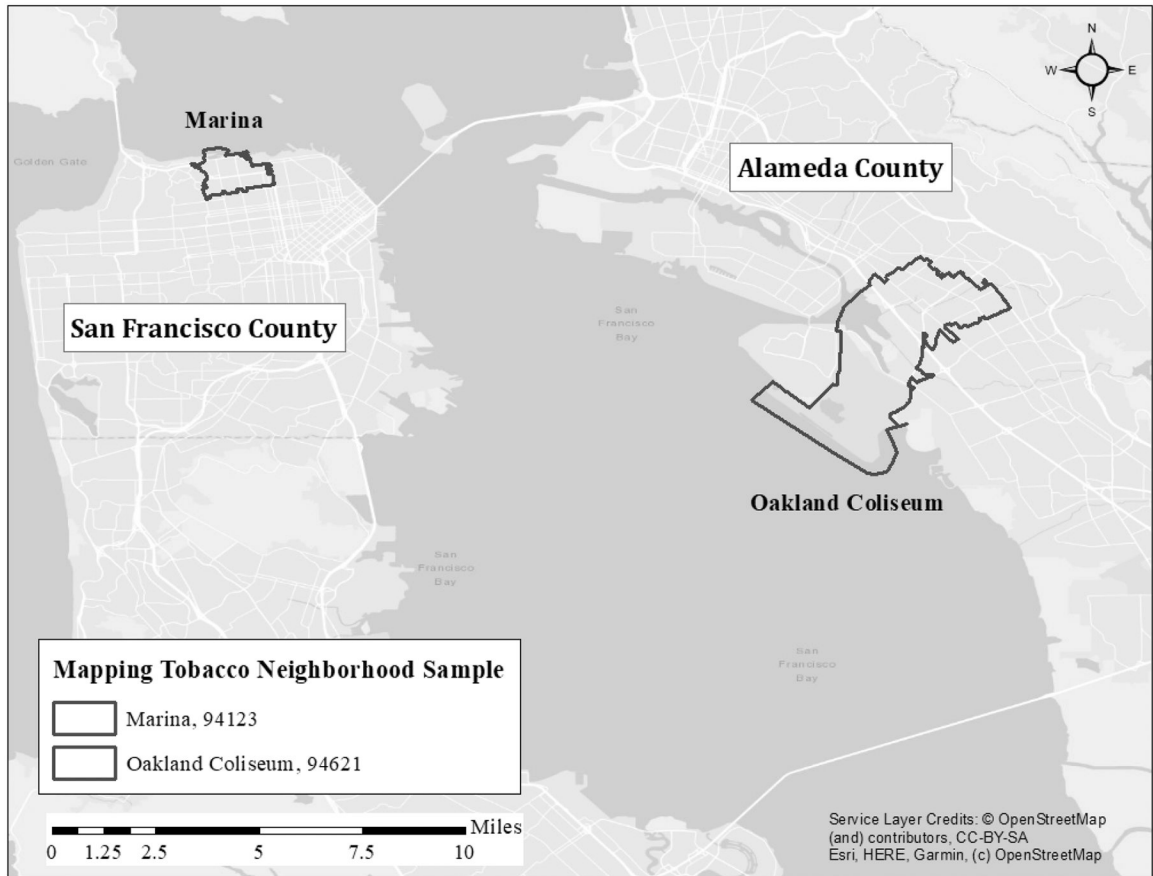 N
W E
S
Marina
Golden Gate
Alameda County
San Francisco County
San
Francisco
Bay
Oakland Coliseum
San
Francisco
Bay
San
Francisco
Bay
Mapping Tobacco Neighborhood Sample
Marina, 94123
Oakland Coliseum, 94621
Miles
0 1.25 2.5 5 7.5 10
Service Layer Credits: © OpenStreetMap
(and) contributors, CC-BY-SA
Esri, HERE, Garmin, (c) OpenStreetMap